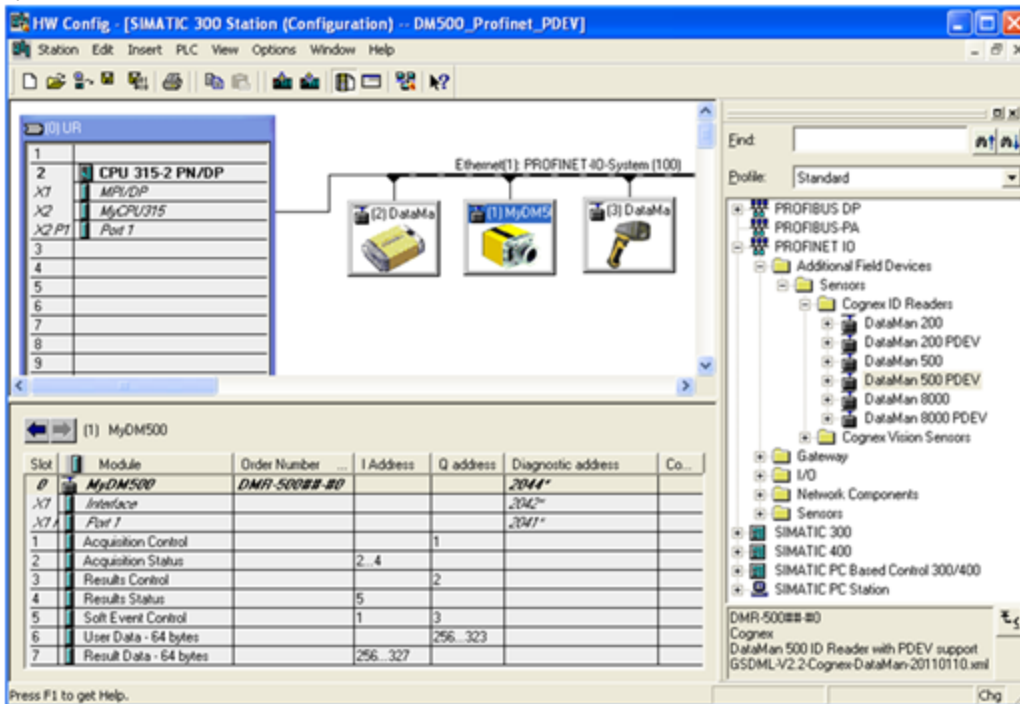 HW Config - [SIMATIC 300 Station (Configuration) -- DM500_Profinet_PDEV]
Station Edit Insert PLC View Options Window Help
(0) UR
1
2 CPU 315-2 PN/DP
X1 MPI/DP
X2 MyCPU315
X2 P1 Port 1
3
4
5
6
7
8
9
Ethernet(1): PROFINET-IO-System (100)
(2) DataMa
(1) MyDM5
(3) DataMa
Find:
Profile: Standard
PROFIBUS DP
PROFIBUS-PA
PROFINET IO
Additional Field Devices
Sensors
Cognex ID Readers
DataMan 200
DataMan 200 PDEV
DataMan 500
DataMan 500 PDEV
DataMan 8000
DataMan 8000 PDEV
Cognex Vision Sensors
Gateway
I/O
Network Components
Sensors
SIMATIC 300
SIMATIC 400
SIMATIC PC Based Control 300/400
SIMATIC PC Station
(1) MyDM500
Slot Module Order Number ... I Address Q address Diagnostic address Co...
0 MyDM500 DMR-500##-#0 2044*
X1 Interface 2042*
X1 Port 1 2041*
1 Acquisition Control 1
2 Acquisition Status 2...4
3 Results Control 2
4 Results Status 5
5 Soft Event Control 1 3
6 User Data - 64 bytes 256...323
7 Result Data - 64 bytes 256...327
DMR-500##-#0
Cognex
DataMan 500 ID Reader with PDEV support
GSDML-V2.2-Cognex-DataMan-20110110.xml
Press F1 to get Help.
Chg